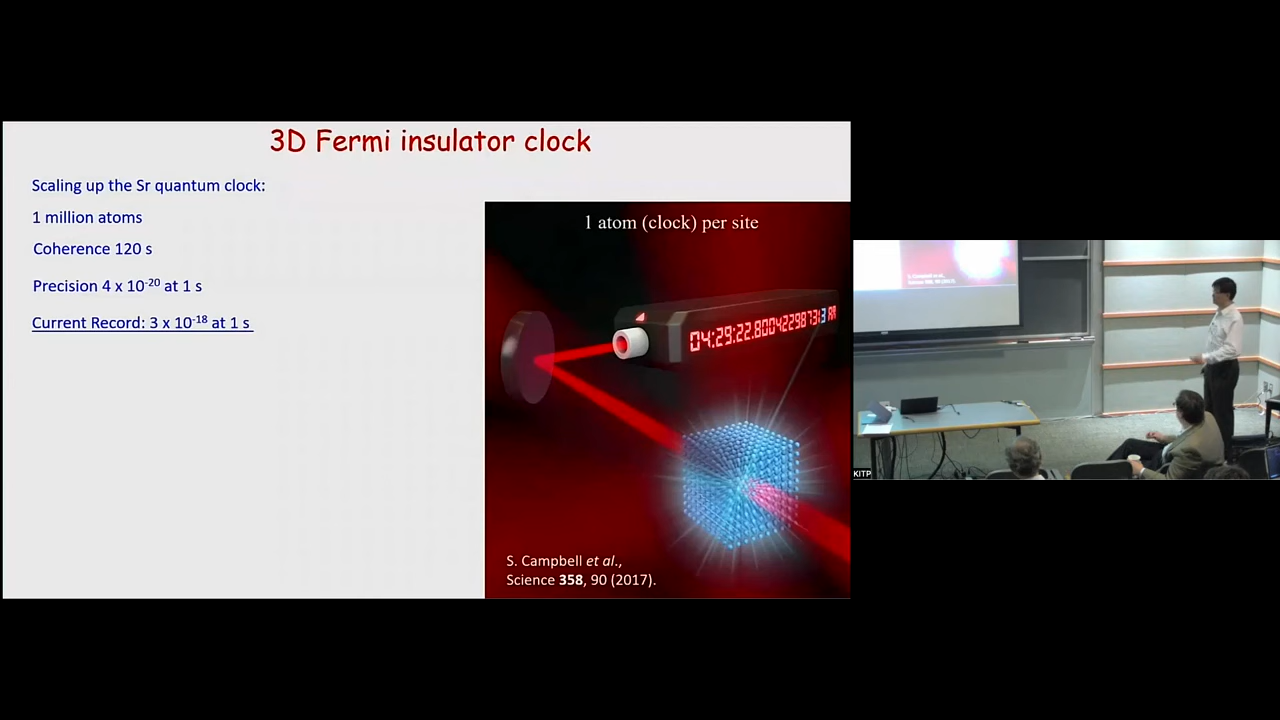 3D Fermi insulator clock
Scaling up the Sr quantum clock:
1 million atoms
Coherence 120 s
Precision 4 x 10⁻²⁰ at 1 s
Current Record: 3 x 10⁻¹⁸ at 1 s
1 atom (clock) per site
S. Campbell et al.,
Science 358, 90 (2017).
KITP